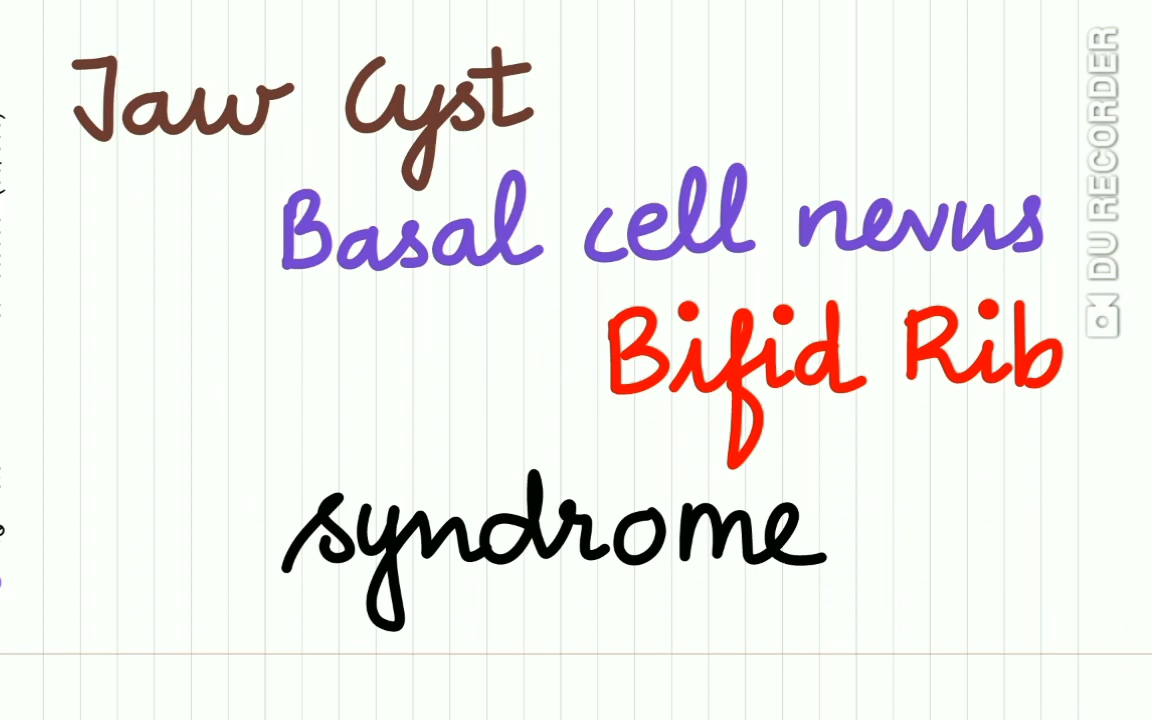 Jaw Cyst
Basal cell nevus
Bifid Rib
syndrome
DU RECORDER